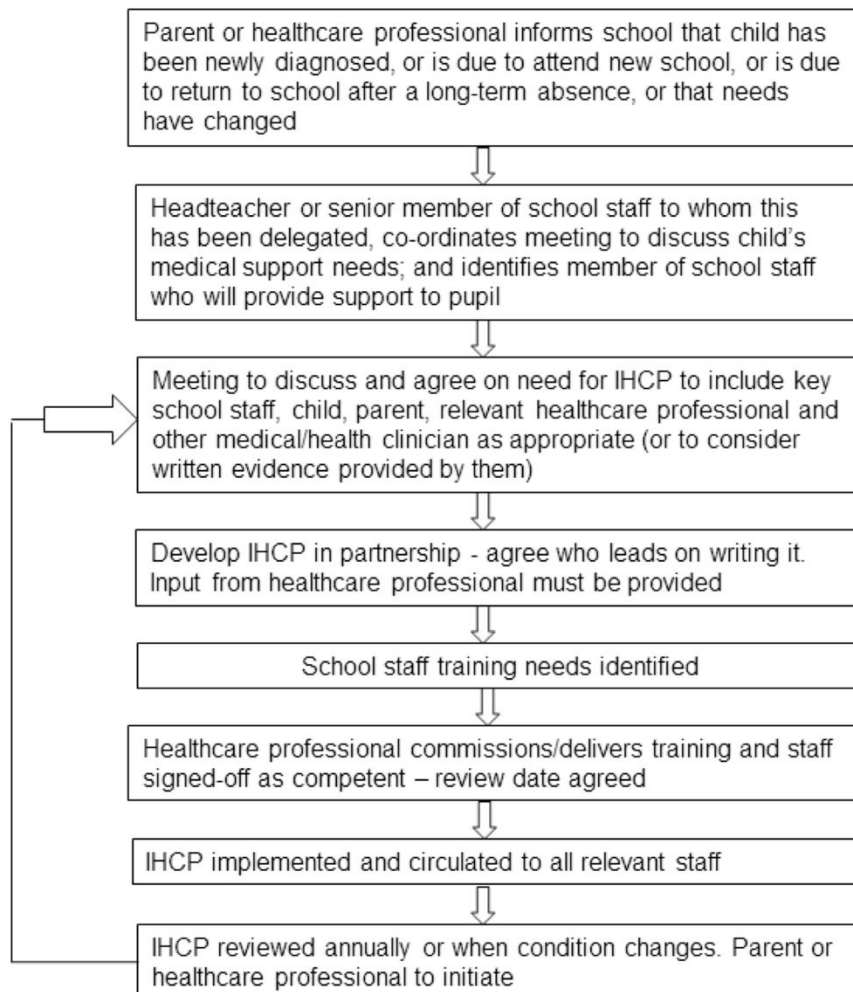 Parent or healthcare professional informs school that child has
been newly diagnosed, or is due to attend new school, or is due
to return to school after a long-term absence, or that needs
have changed
Headteacher or senior member of school staff to whom this
has been delegated, co-ordinates meeting to discuss child's
medical support needs; and identifies member of school staff
who will provide support to pupil
Meeting to discuss and agree on need for IHCP to include key
school staff, child, parent, relevant healthcare professional and
other medical/health clinician as appropriate (or to consider
written evidence provided by them)
Develop IHCP in partnership - agree who leads on writing it.
Input from healthcare professional must be provided
School staff training needs identified
Healthcare professional commissions/delivers training and staff
signed-off as competent – review date agreed
IHCP implemented and circulated to all relevant staff
IHCP reviewed annually or when condition changes. Parent or
healthcare professional to initiate